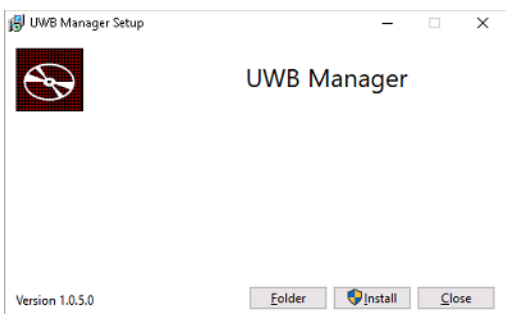 UWB Manager Setup
UWB Manager
Version 1.0.5.0
Folder
Install
Close